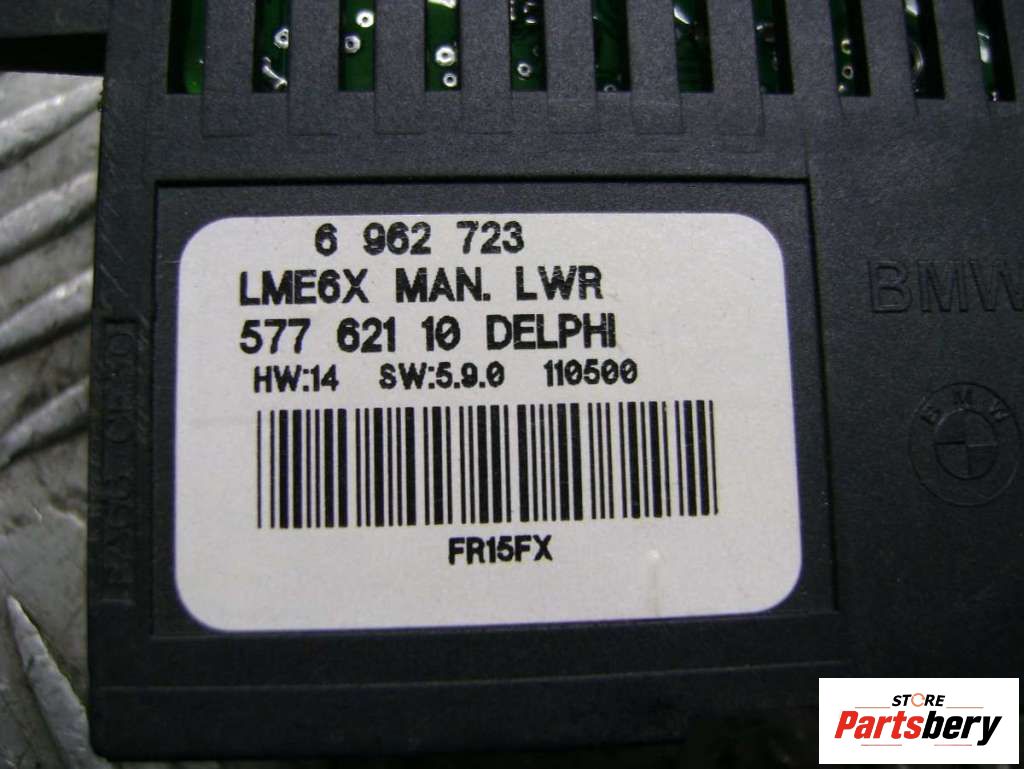 6 962 723
LME6X MAN. LWR
577 621 10 DELPHI
HW:14 SW:5.9.0 110500
FR15FX
BMW
BMW
STORE
Partsbery